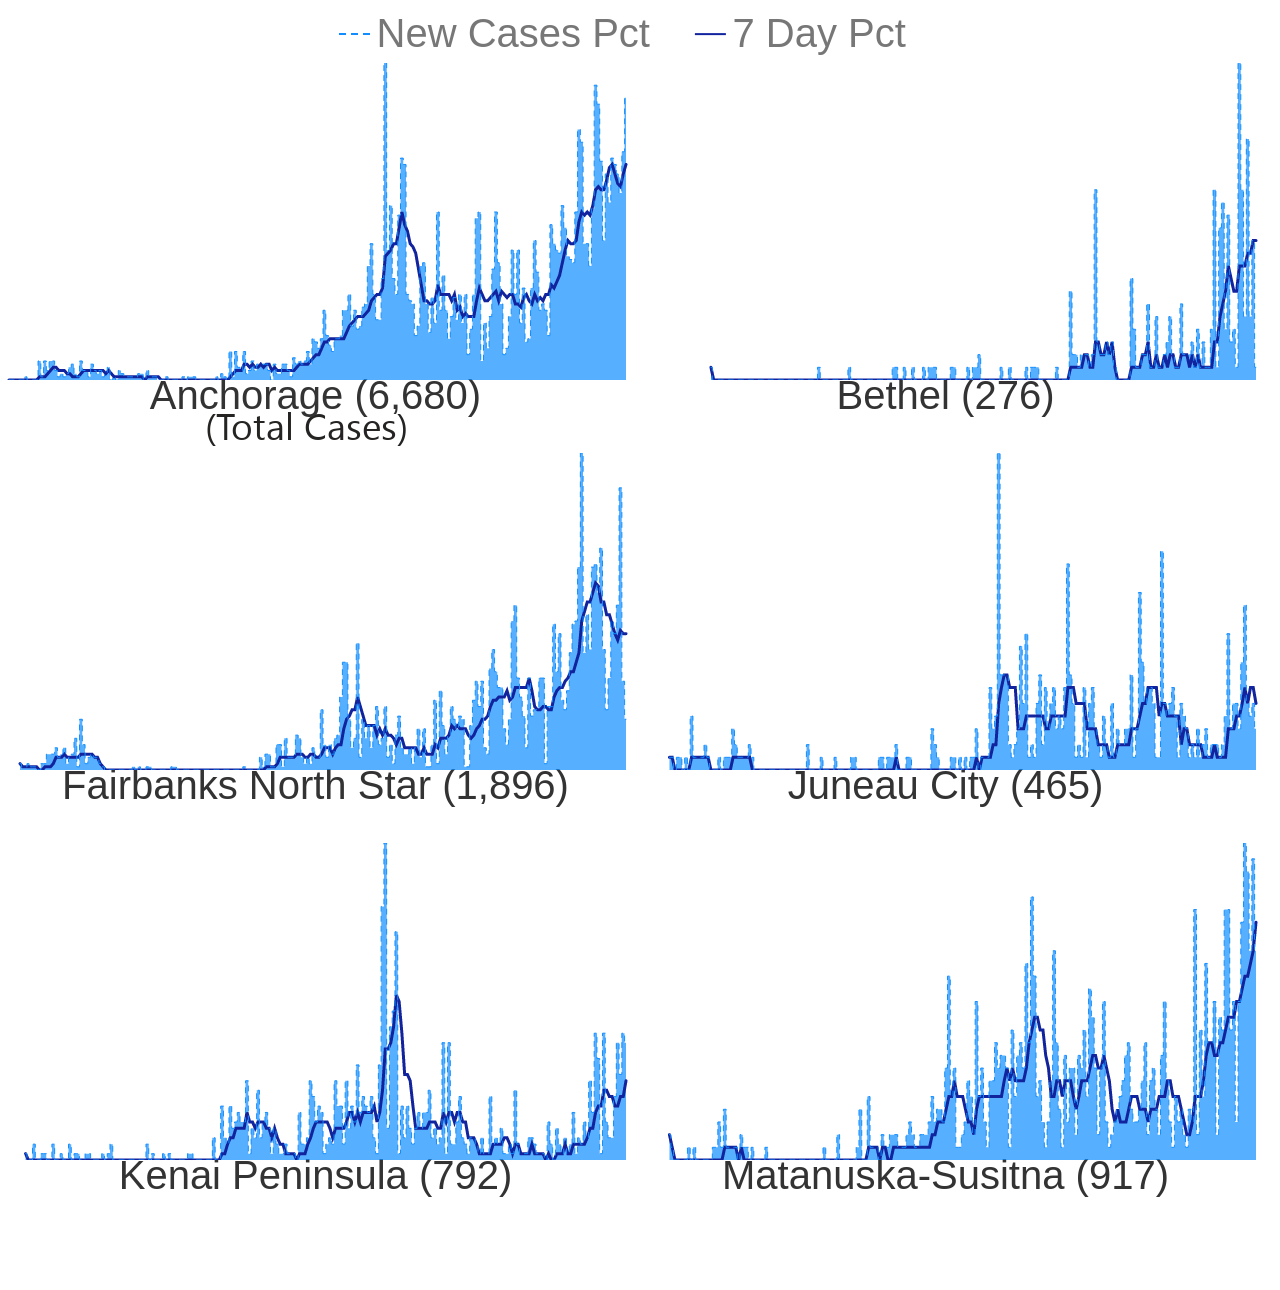 New Cases Pct 7 Day Pct
Anchorage (6,680) Bethel (276)
(Total Cases)
Fairbanks North Star (1,896) Juneau City (465)
Kenai Peninsula (792) Matanuska-Susitna (917)